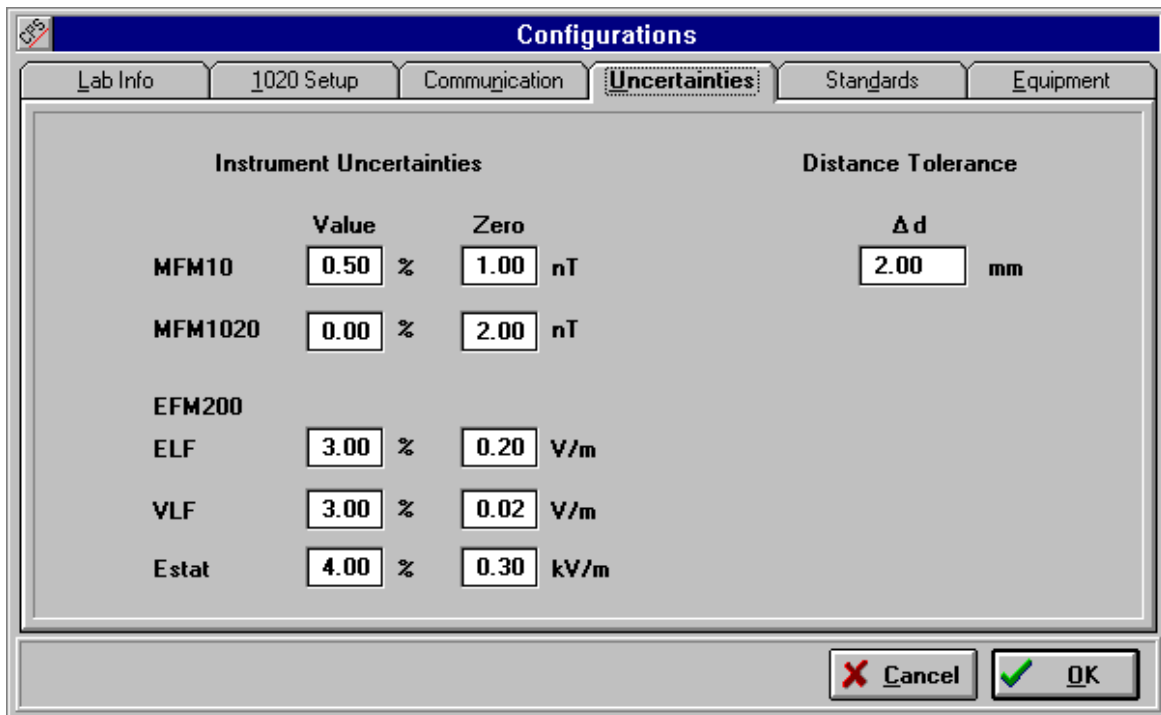 CPS
Configurations
Lab Info 1020 Setup Communication Uncertainties Standards Equipment
Instrument Uncertainties Distance Tolerance
Value Zero Δ d
MFM10 0.50 % 1.00 nT 2.00 mm
MFM1020 0.00 % 2.00 nT
EFM200
ELF 3.00 % 0.20 V/m
VLF 3.00 % 0.02 V/m
Estat 4.00 % 0.30 kV/m
Cancel OK